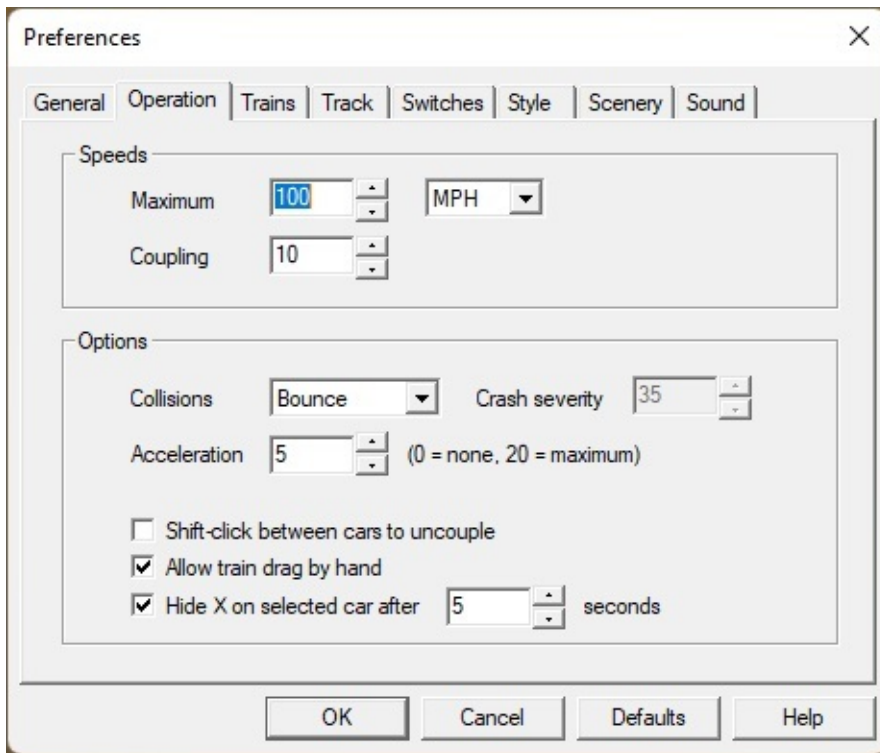 Preferences
General Operation Trains Track Switches Style Scenery Sound
Speeds
Maximum 100 MPH
Coupling 10
Options
Collisions Bounce Crash severity 35
Acceleration 5 (0 = none, 20 = maximum)
Shift-click between cars to uncouple
Allow train drag by hand
Hide X on selected car after 5 seconds
OK Cancel Defaults Help